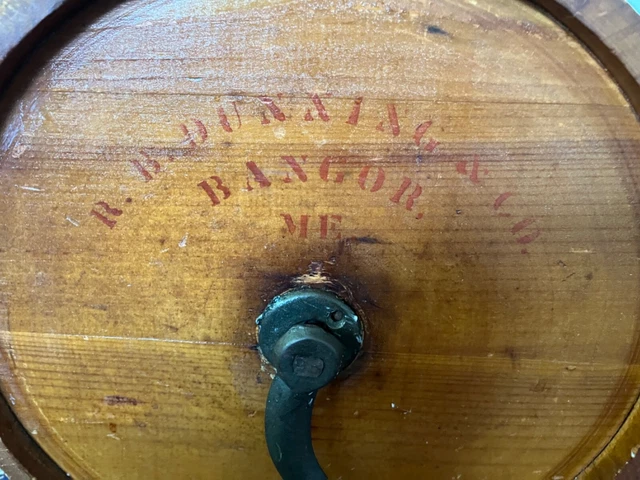 R. B. DUNNING & CO.
BANGOR,
ME